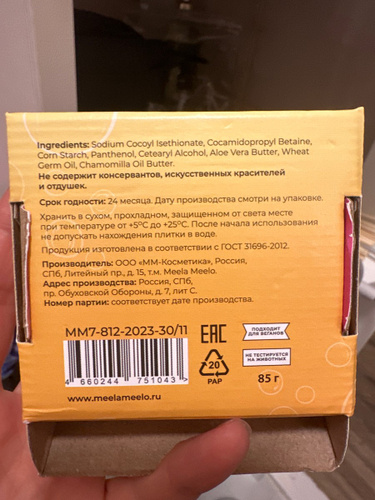 Ingredients: Sodium Cocoyl Isethionate, Cocamidopropyl Betaine,
Corn Starch, Panthenol, Cetearyl Alcohol, Aloe Vera Butter, Wheat
Germ Oil, Chamomilla Oil Butter.
Не содержит консервантов, искусственных красителей
и отдушек.
Срок годности: 24 месяца. Дату производства смотри на упаковке.
Хранить в сухом, прохладном, защищенном от света месте
при температуре от +5°C до +25°C. После начала использования
не допускать нахождения плитки в воде.
Продукция изготовлена в соответствии с ГОСТ 31696-2012.
Производитель: ООО «ММ-Косметика», Россия,
СПб, Литейный пр., д. 15, т.м. Meela Meelo.
Адрес производства: Россия, СПб,
пр. Обуховской Обороны, д. 7, лит С.
Номер партии: соответствует дате производства.
MM7-812-2023-30/11
EAC
ПОДХОДИТ
ДЛЯ ВЕГАНОВ
НЕ ТЕСТИРУЕТСЯ
НА ЖИВОТНЫХ
20
PAP
85 г
4 660244 751043 >
www.meelameelo.ru